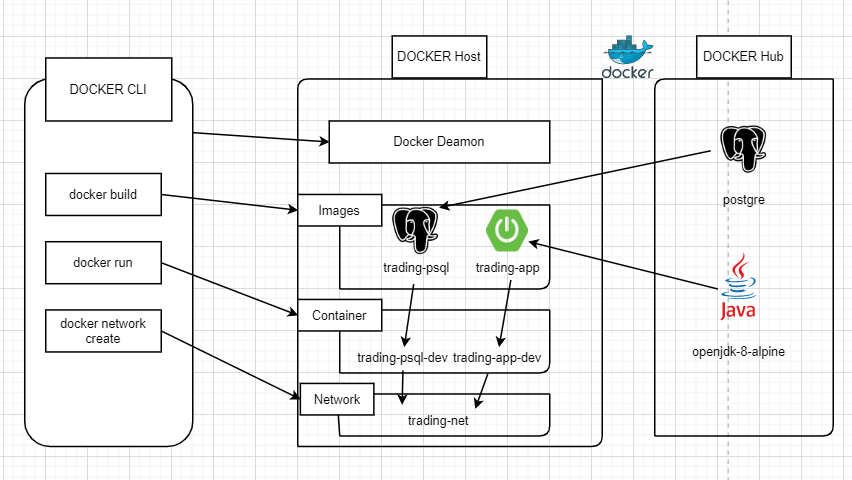 DOCKER CLI
docker build
docker run
docker network
create
DOCKER Host
docker
Docker Deamon
Images
trading-psql
trading-app
Container
trading-psql-dev
trading-app-dev
Network
trading-net
DOCKER Hub
postgre
Java
openjdk-8-alpine